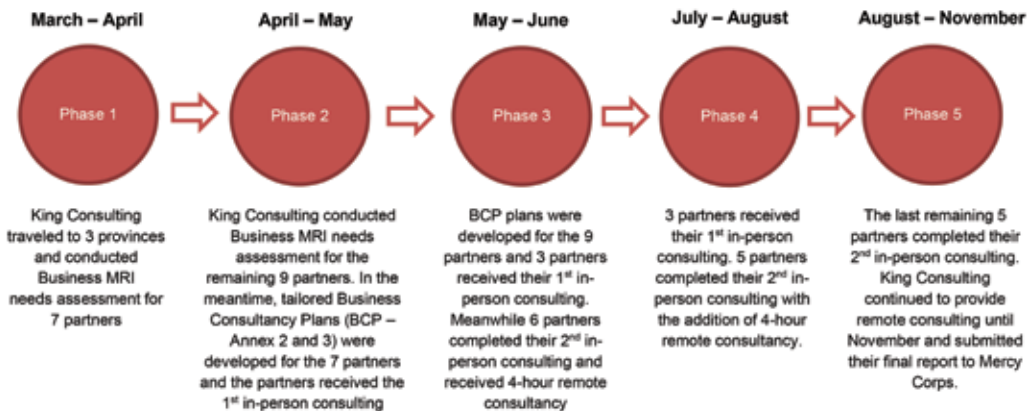 March – April
Phase 1
King Consulting
traveled to 3 provinces
and conducted
Business MRI
needs assessment for
7 partners
April – May
Phase 2
King Consulting conducted
Business MRI needs
assessment for the
remaining 9 partners. In the
meantime, tailored Business
Consultancy Plans (BCP –
Annex 2 and 3) were
developed for the 7 partners
and the partners received the
1st in-person consulting
May – June
Phase 3
BCP plans were
developed for the 9
partners and 3 partners
received their 1st in-
person consulting.
Meanwhile 6 partners
completed their 2nd in-
person consulting and
received 4-hour remote
consultancy
July – August
Phase 4
3 partners received
their 1st in-person
consulting. 5 partners
completed their 2nd in-
person consulting with
the addition of 4-hour
remote consultancy.
August – November
Phase 5
The last remaining 5
partners completed their
2nd in-person consulting.
King Consulting
continued to provide
remote consulting until
November and submitted
their final report to Mercy
Corps.